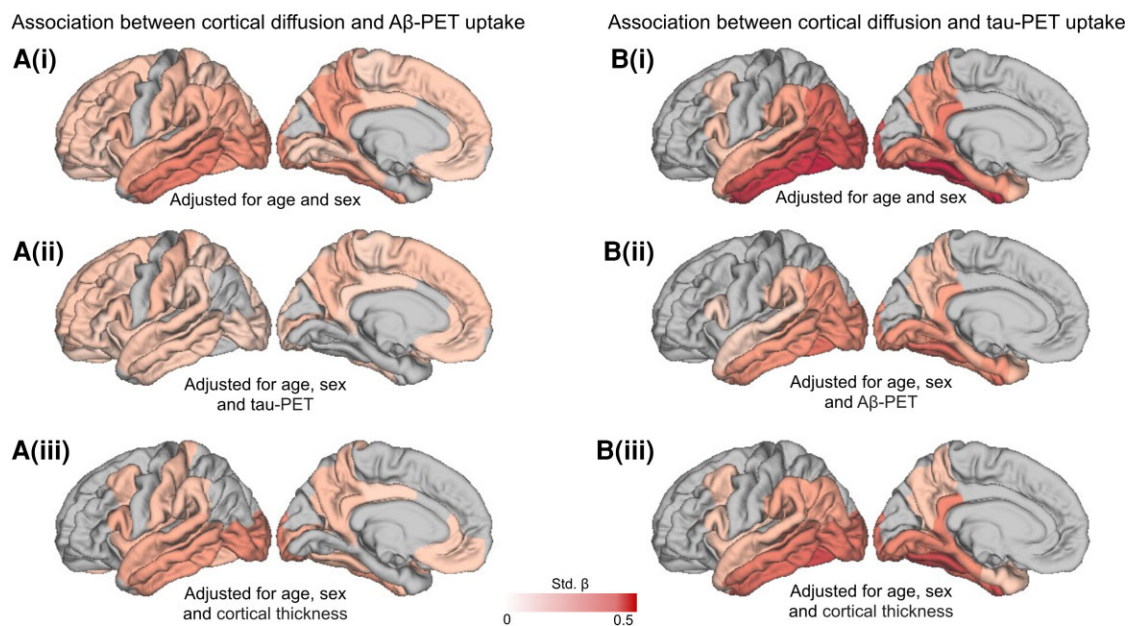 Association between cortical diffusion and Aβ-PET uptake
Association between cortical diffusion and tau-PET uptake
A(i)
B(i)
Adjusted for age and sex
Adjusted for age and sex
A(ii)
B(ii)
Adjusted for age, sex
and tau-PET
Adjusted for age, sex
and Aβ-PET
A(iii)
B(iii)
Adjusted for age, sex
and cortical thickness
Std. β
0
0.5
Adjusted for age, sex
and cortical thickness